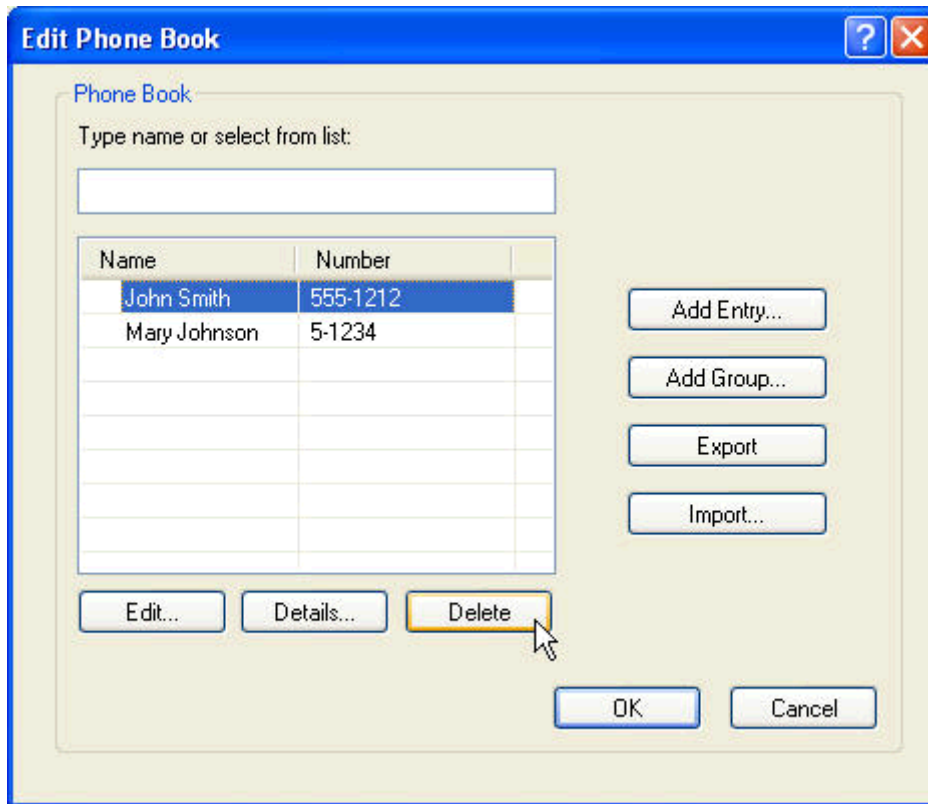 Edit Phone Book
Phone Book
Type name or select from list:
Name Number
John Smith 555-1212
Mary Johnson 5-1234
Add Entry...
Add Group...
Export
Import...
Edit... Details... Delete
OK Cancel